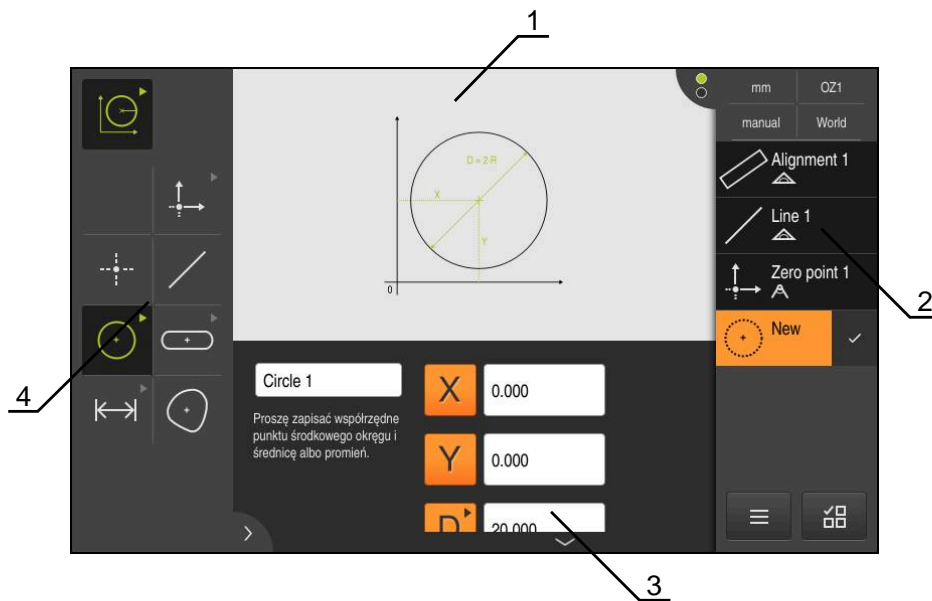 1
mm
OZ1
manual
World
D = 2 R
X
Y
0
Alignment 1
Line 1
Zero point 1
New
2
4
Circle 1
Proszę zapisać współrzędne
punktu środkowego okręgu i
średnicę albo promień.
X
0.000
Y
0.000
D
20.000
3